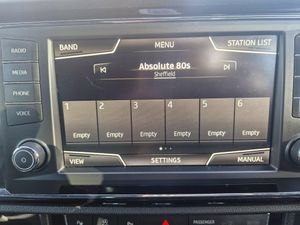 RADIO
MEDIA
PHONE
VOICE
BAND MENU STATION LIST
Absolute 80s
Sheffield
1 2 3 4 5 6
Empty Empty Empty Empty Empty Empty
VIEW SETTINGS MANUAL
PASSENGER